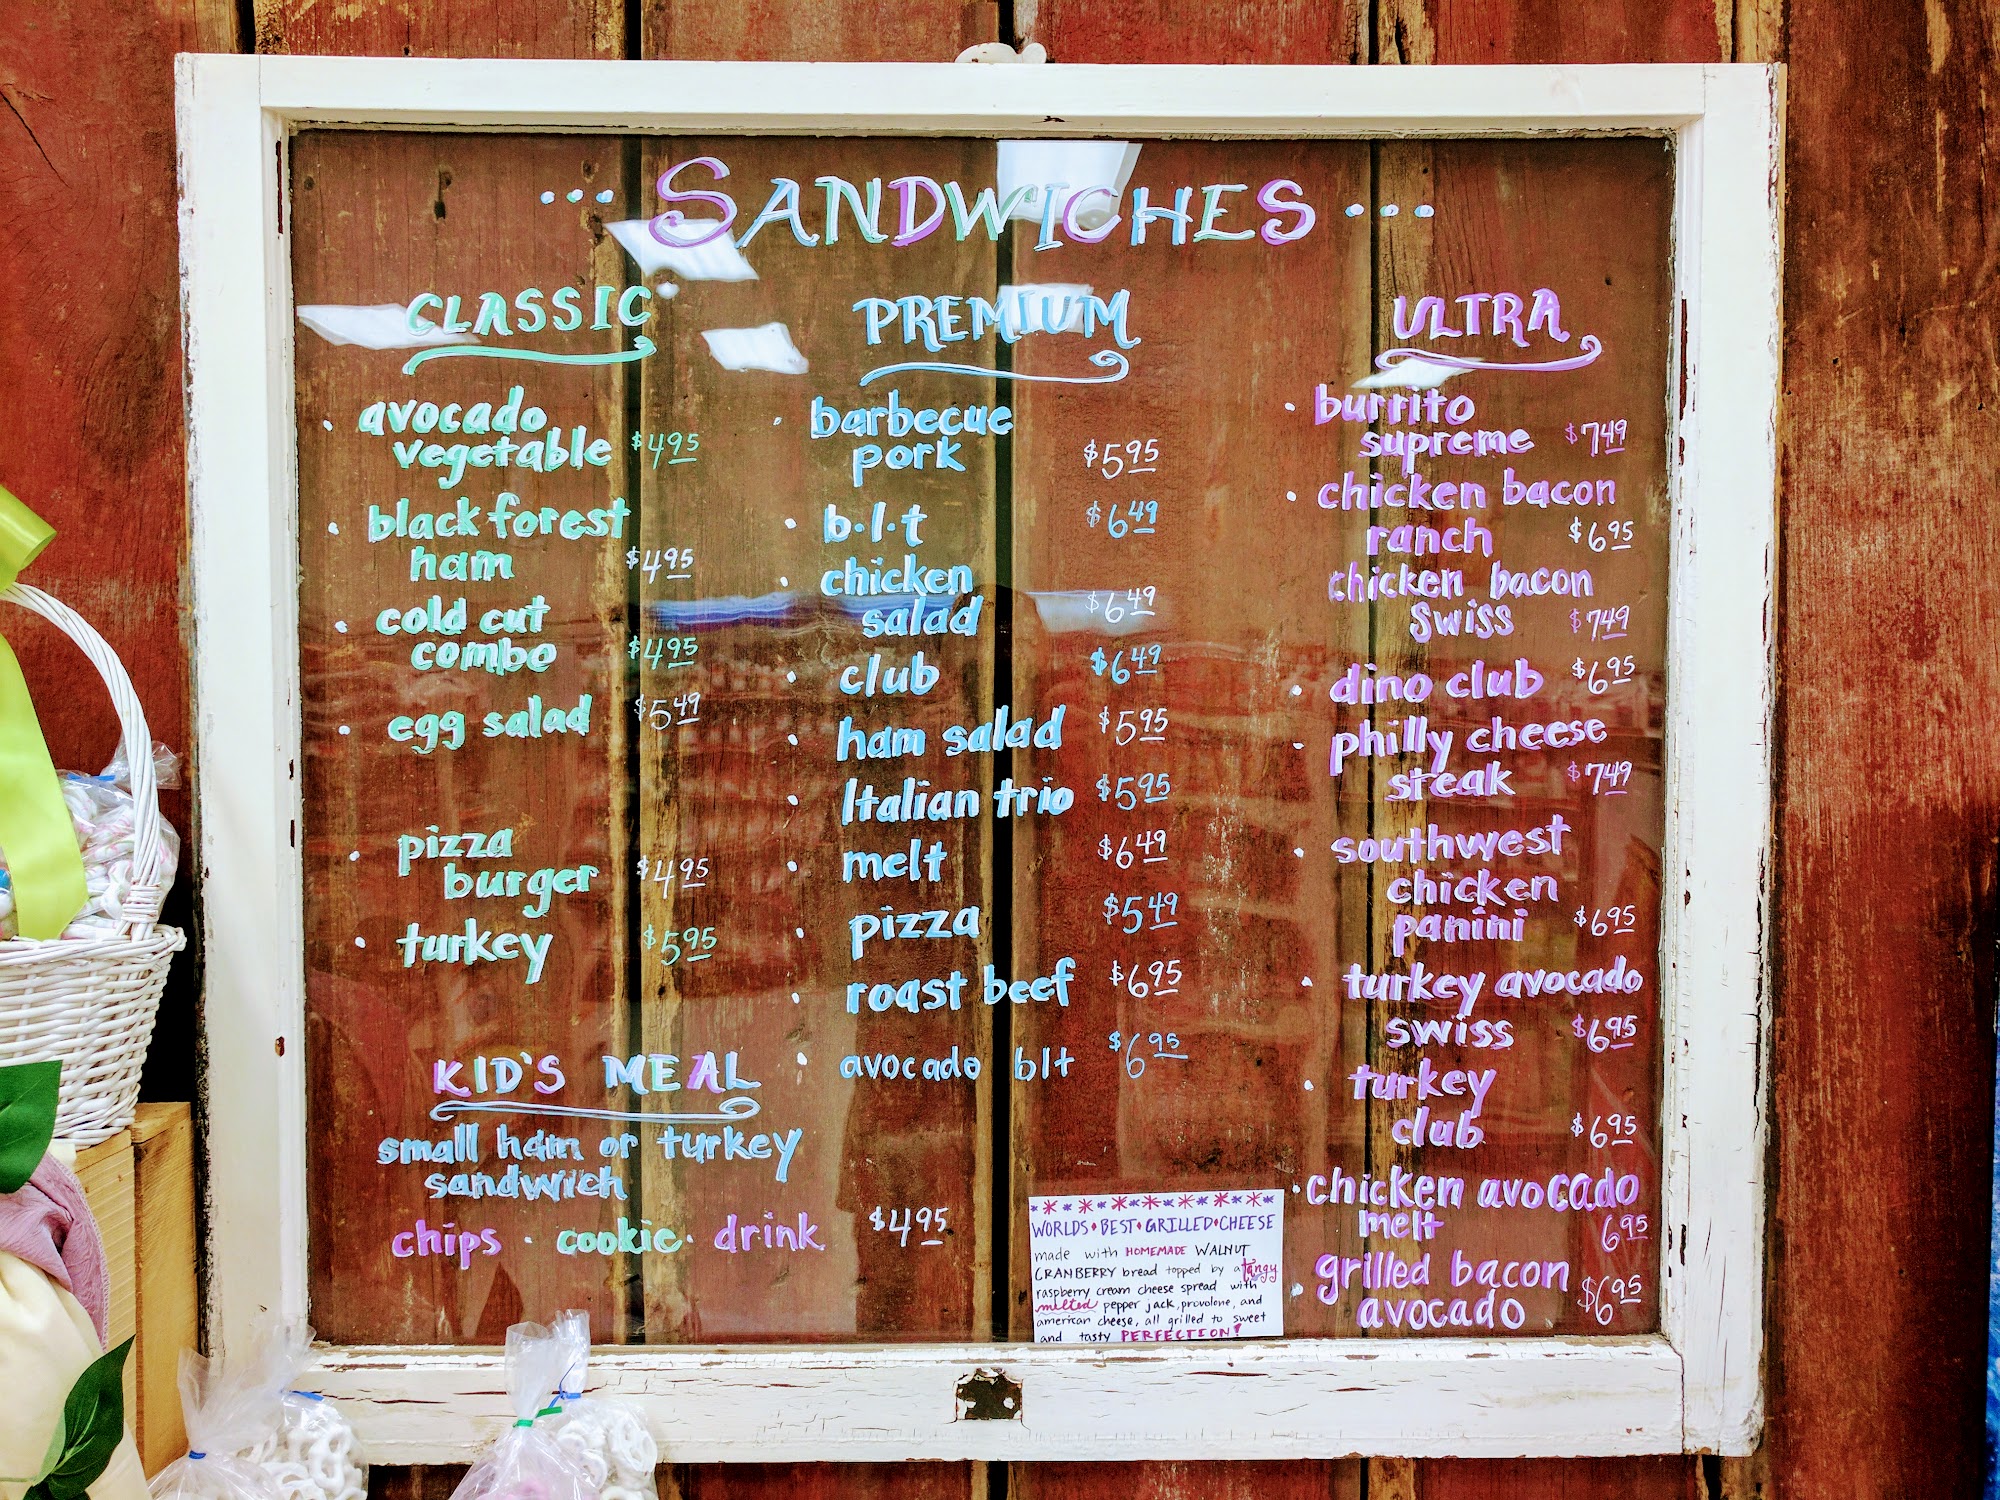 ... SANDWICHES ...
CLASSIC
• avocado
vegetable $4.95
• black forest
ham $4.95
• cold cut
combo $4.95
• egg salad $5.49
• pizza
burger $4.95
• turkey $5.95
KID'S MEAL
small ham or turkey
sandwich
chips · cookie · drink $4.95
PREMIUM
• barbecue
pork $5.95
• b.l.t $6.49
• chicken
salad $6.49
• club $6.49
• ham salad $5.95
• Italian trio $5.95
• melt $6.49
• pizza $5.49
• roast beef $6.95
• avocado blt $6.95
WORLDS • BEST • GRILLED • CHEESE
made with HOMEMADE WALNUT
CRANBERRY bread topped by a tangy
raspberry cream cheese spread with
melted pepper jack, provolone, and
american cheese, all grilled to sweet
and tasty PERFECTION!
ULTRA
• burrito
supreme $7.49
• chicken bacon
ranch $6.95
chicken bacon
swiss $7.49
• dino club $6.95
• philly cheese
steak $7.49
• southwest
chicken
panini $6.95
• turkey avocado
swiss $6.95
• turkey
club $6.95
• chicken avocado
melt 6.95
• grilled bacon
avocado $6.95